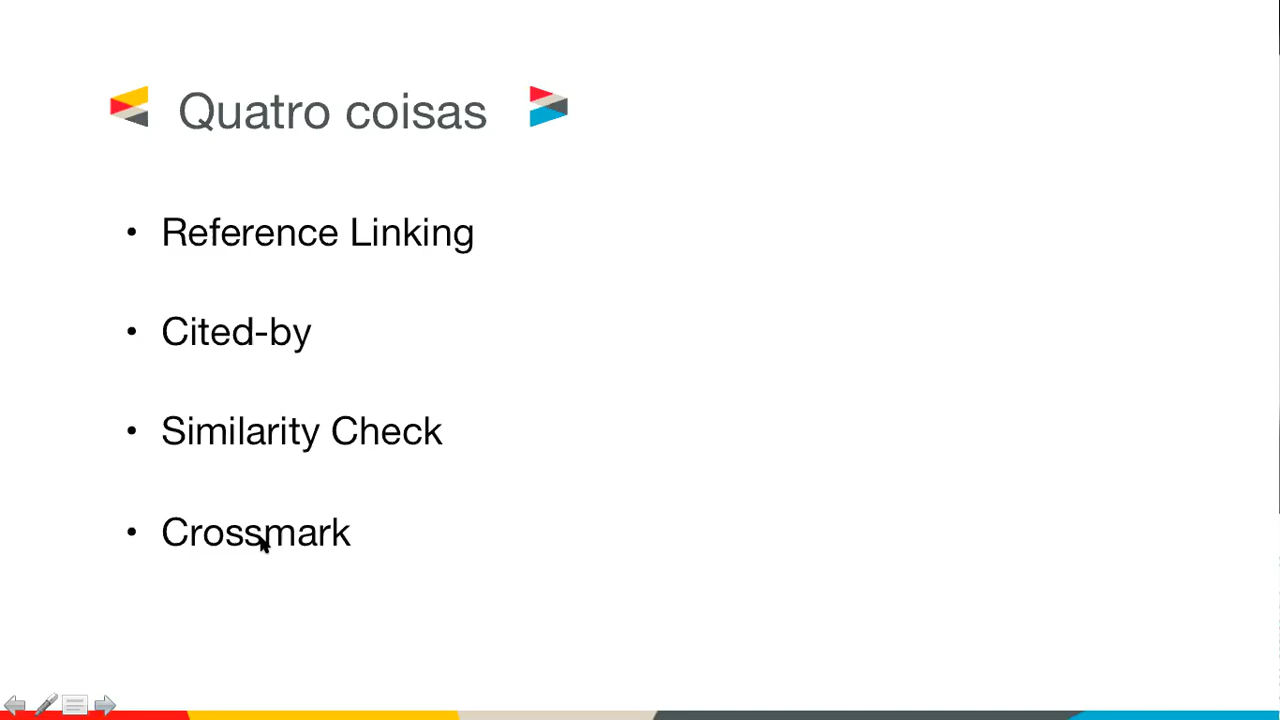 Quatro coisas
• Reference Linking
• Cited-by
• Similarity Check
• Crossmark